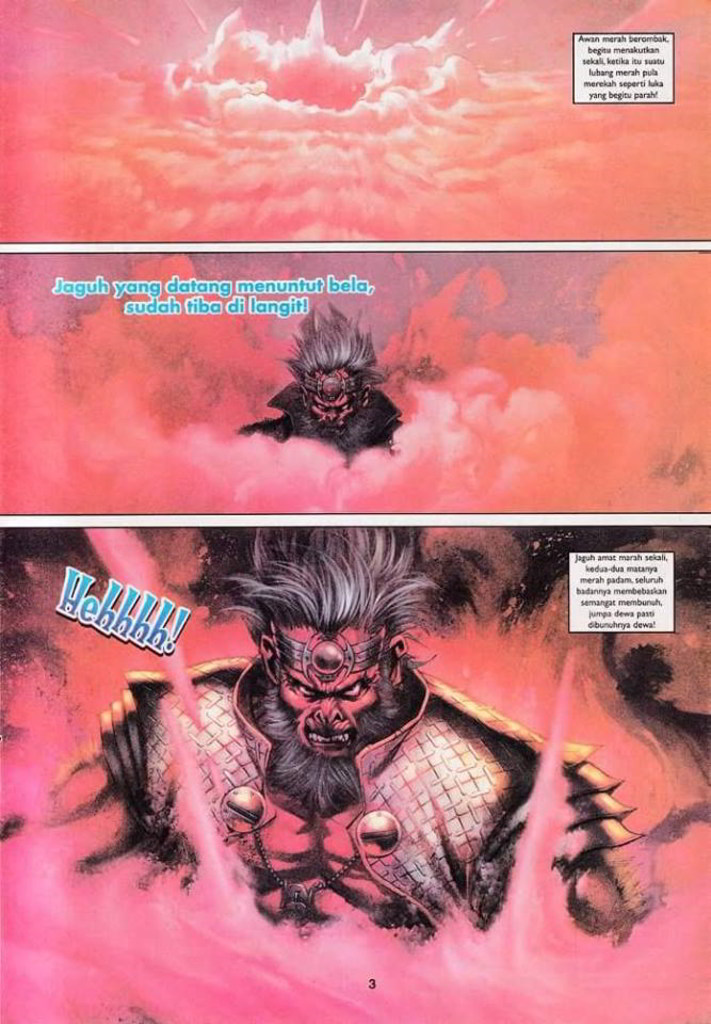 Awan merah berombak,
begitu menakutkan
sekali, ketika itu suatu
lubang merah pula
merekah seperti luka
yang begitu parah!
Jaguh yang datang menuntut bela,
sudah tiba di langit!
Jaguh amat marah sekali,
kedua-dua matanya
merah padam, seluruh
badannya membebaskan
semangat membunuh,
jumpa dewa pasti
dibunuhnya dewa!
Hehhhh!
3